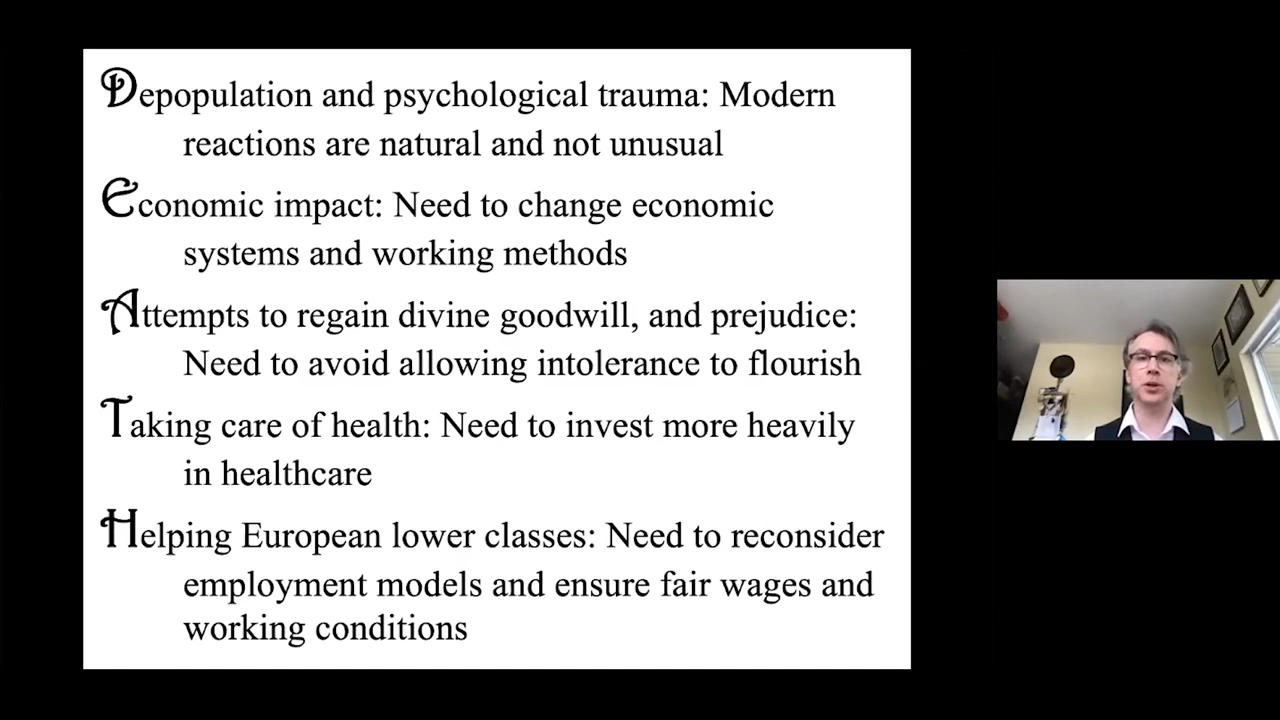 Depopulation and psychological trauma: Modern
reactions are natural and not unusual
Economic impact: Need to change economic
systems and working methods
Attempts to regain divine goodwill, and prejudice:
Need to avoid allowing intolerance to flourish
Taking care of health: Need to invest more heavily
in healthcare
Helping European lower classes: Need to reconsider
employment models and ensure fair wages and
working conditions